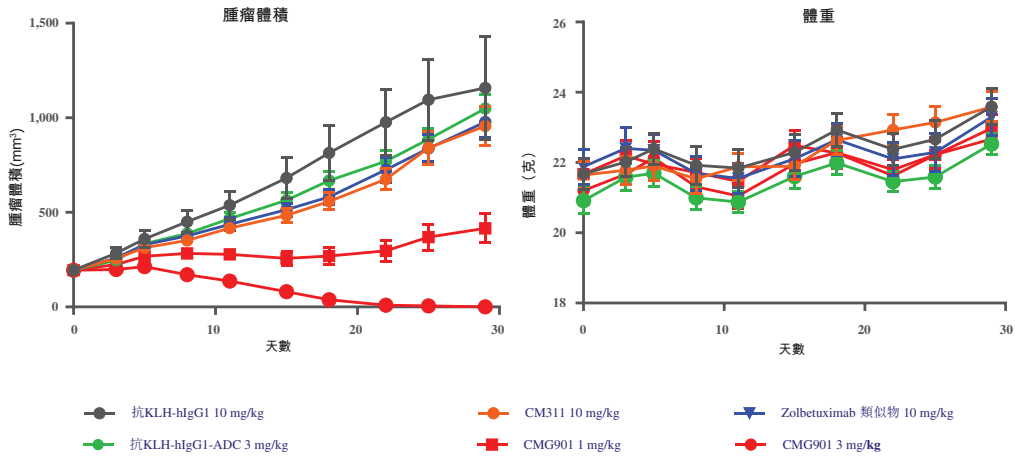 腫瘤體積
體重
1,500
1,000
500
0
腫瘤體積(mm³)
0 10 20 30
天數
26
24
22
20
18
體重（克）
0 10 20 30
天數
抗KLH-hIgG1 10 mg/kg
CM311 10 mg/kg
Zolbetuximab 類似物 10 mg/kg
抗KLH-hIgG1-ADC 3 mg/kg
CMG901 1 mg/kg
CMG901 3 mg/kg